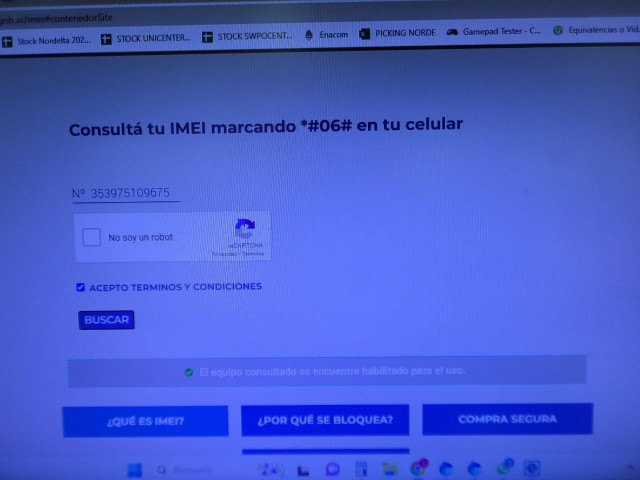 gob.ar/imei#contenedorSite
Stock Nordelta 202... STOCK UNICENTER... STOCK SWPOCENT... Enacom PICKING NORDE Gamepad Tester - C... Equivalencias o Vid.
Consultá tu IMEI marcando *#06# en tu celular
Nº 353975109675
No soy un robot
reCAPTCHA
Privacidad - Términos
ACEPTO TERMINOS Y CONDICIONES
BUSCAR
El equipo consultado se encuentra habilitado para el uso.
¿QUÉ ES IMEI? ¿POR QUÉ SE BLOQUEA? COMPRA SEGURA
Búsqueda